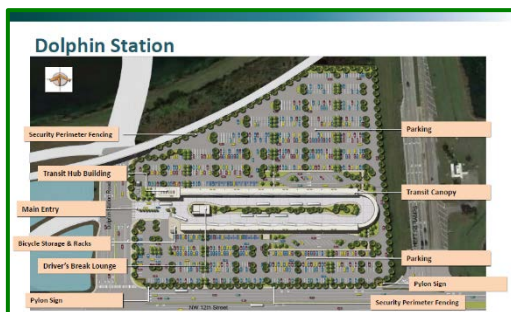 Dolphin Station
Security Perimeter Fencing
Parking
Transit Hub Building
Transit Canopy
Main Entry
Bicycle Storage & Racks
Driver's Break Lounge
Parking
Pylon Sign
Pylon Sign
Security Perimeter Fencing
NW 12th Street